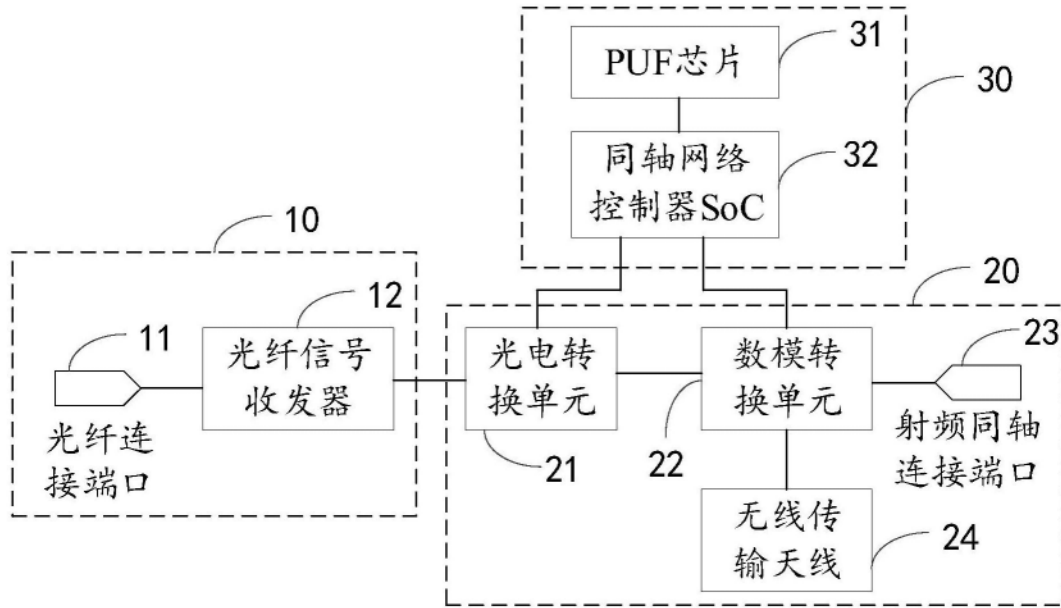 PUF芯片
31
30
同轴网络
控制器SoC
32
10
20
11
12
光纤信号
收发器
光纤连
接端口
光电转
换单元
21
22
数模转
换单元
23
射频同轴
连接端口
无线传
输天线
24